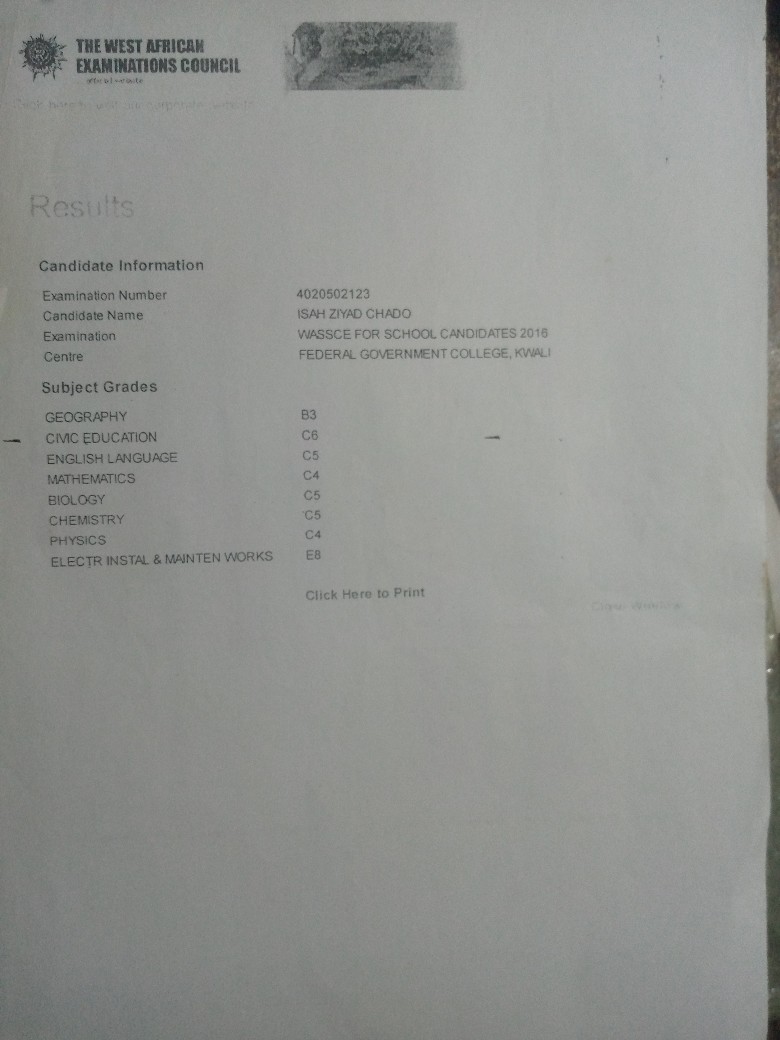 THE WEST AFRICAN
EXAMINATIONS COUNCIL
Click here to visit our corporate website
Results
Candidate Information
Examination Number 4020502123
Candidate Name ISAH ZIYAD CHADO
Examination WASSCE FOR SCHOOL CANDIDATES 2016
Centre FEDERAL GOVERNMENT COLLEGE, KWALI
Subject Grades
GEOGRAPHY B3
CIVIC EDUCATION C6
ENGLISH LANGUAGE C5
MATHEMATICS C4
BIOLOGY C5
CHEMISTRY C5
PHYSICS C4
ELECTR INSTAL & MAINTEN WORKS E8
Click Here to Print
Close Window